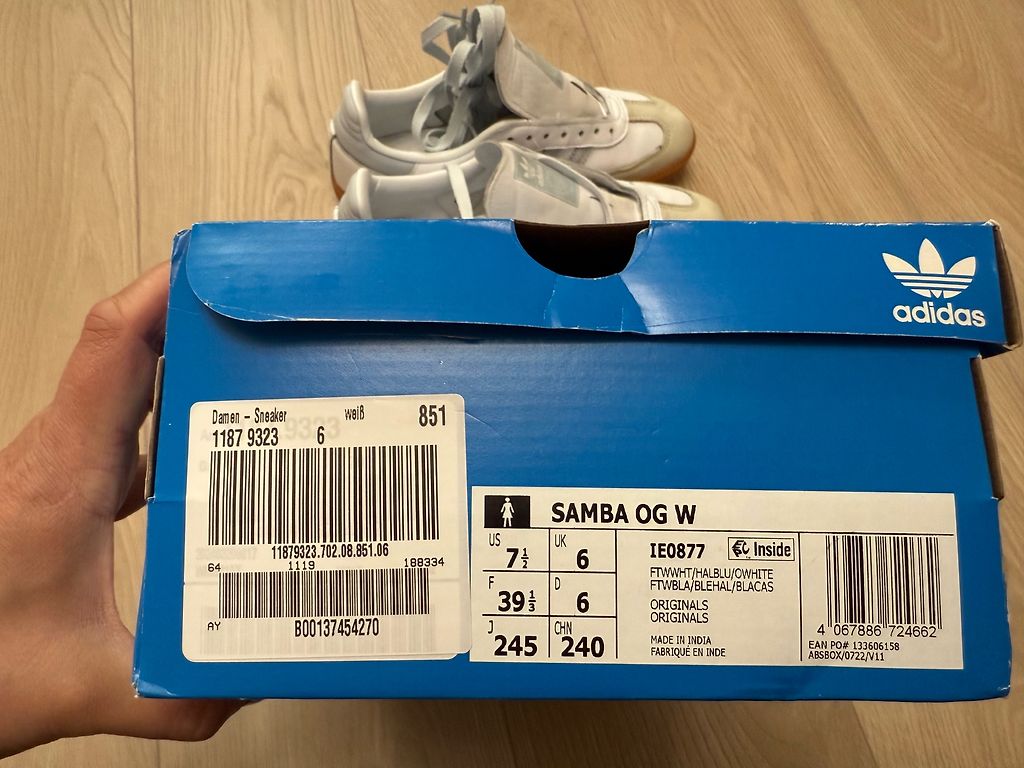 adidas
Damen - Sneaker weiß 851
1187 9323 6
11879323.702.08.851.06
64 1119 188334
AY B00137454270
SAMBA OG W
US 7½ UK 6
F 39⅓ D 6
J 245 CHN 240
IE0877 Inside
FTWWHT/HALBLU/OWHITE
FTWBLA/BLEHAL/BLACAS
ORIGINALS
ORIGINALS
MADE IN INDIA
FABRIQUÉ EN INDE
4 067886 724662
EAN PO# 133606158
ABSBOX/0722/V11